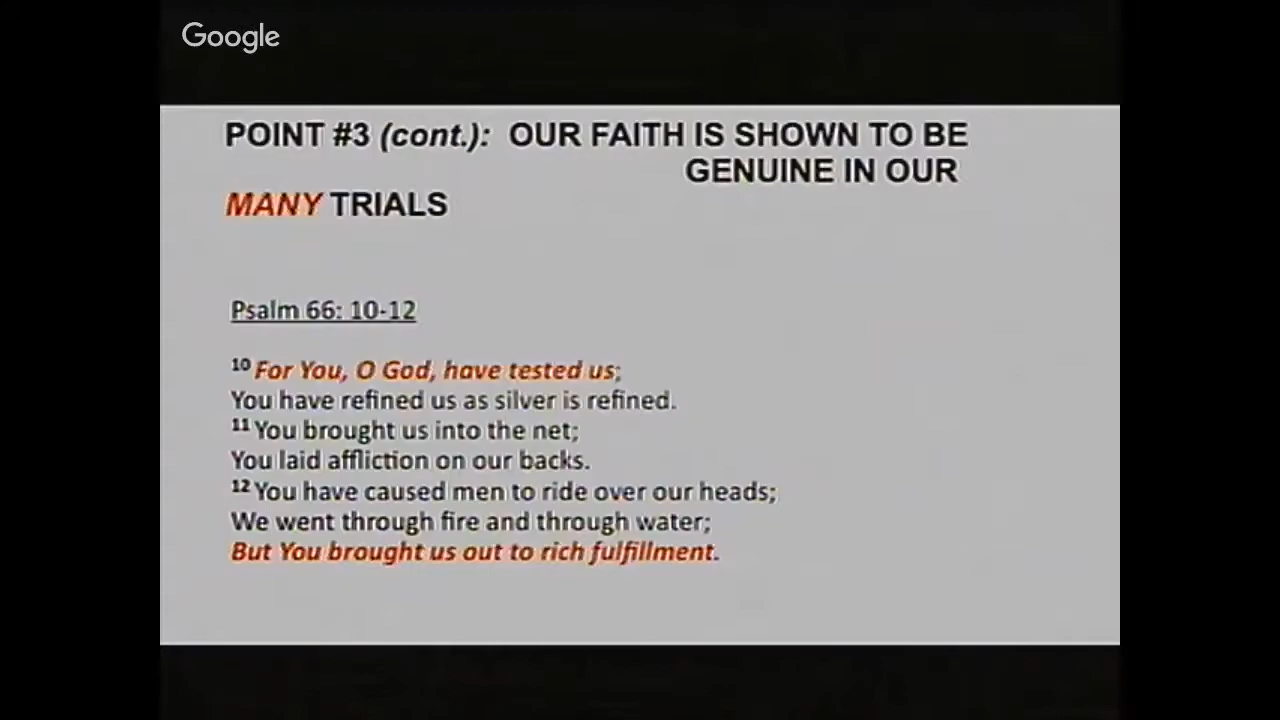 Google
POINT #3 (cont.): OUR FAITH IS SHOWN TO BE
GENUINE IN OUR
MANY TRIALS
Psalm 66: 10-12
10 For You, O God, have tested us;
You have refined us as silver is refined.
11 You brought us into the net;
You laid affliction on our backs.
12 You have caused men to ride over our heads;
We went through fire and through water;
But You brought us out to rich fulfillment.